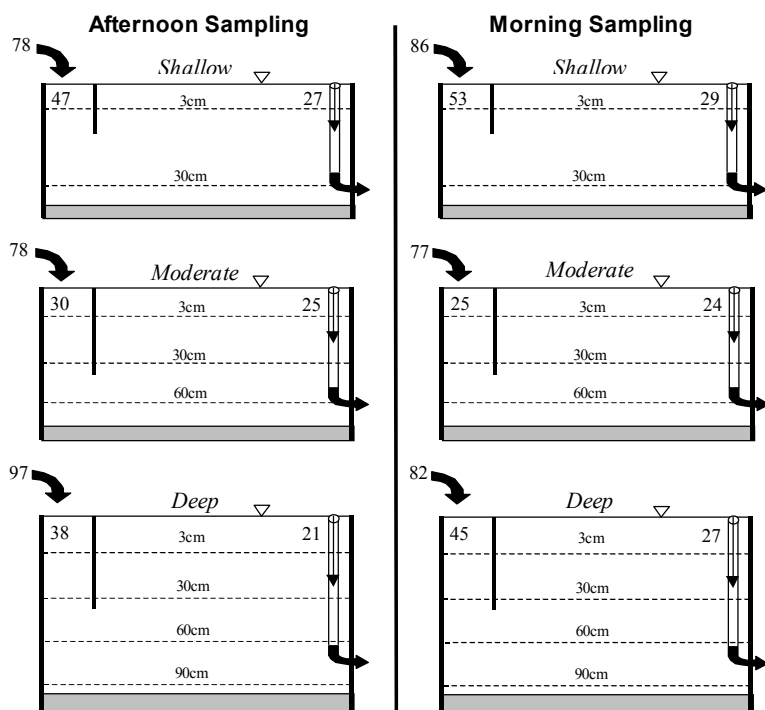 Afternoon Sampling
78
Shallow
47
3cm
27
30cm
78
Moderate
30
3cm
25
30cm
60cm
97
Deep
38
3cm
21
30cm
60cm
90cm
Morning Sampling
86
Shallow
53
3cm
29
30cm
77
Moderate
25
3cm
24
30cm
60cm
82
Deep
45
3cm
27
30cm
60cm
90cm